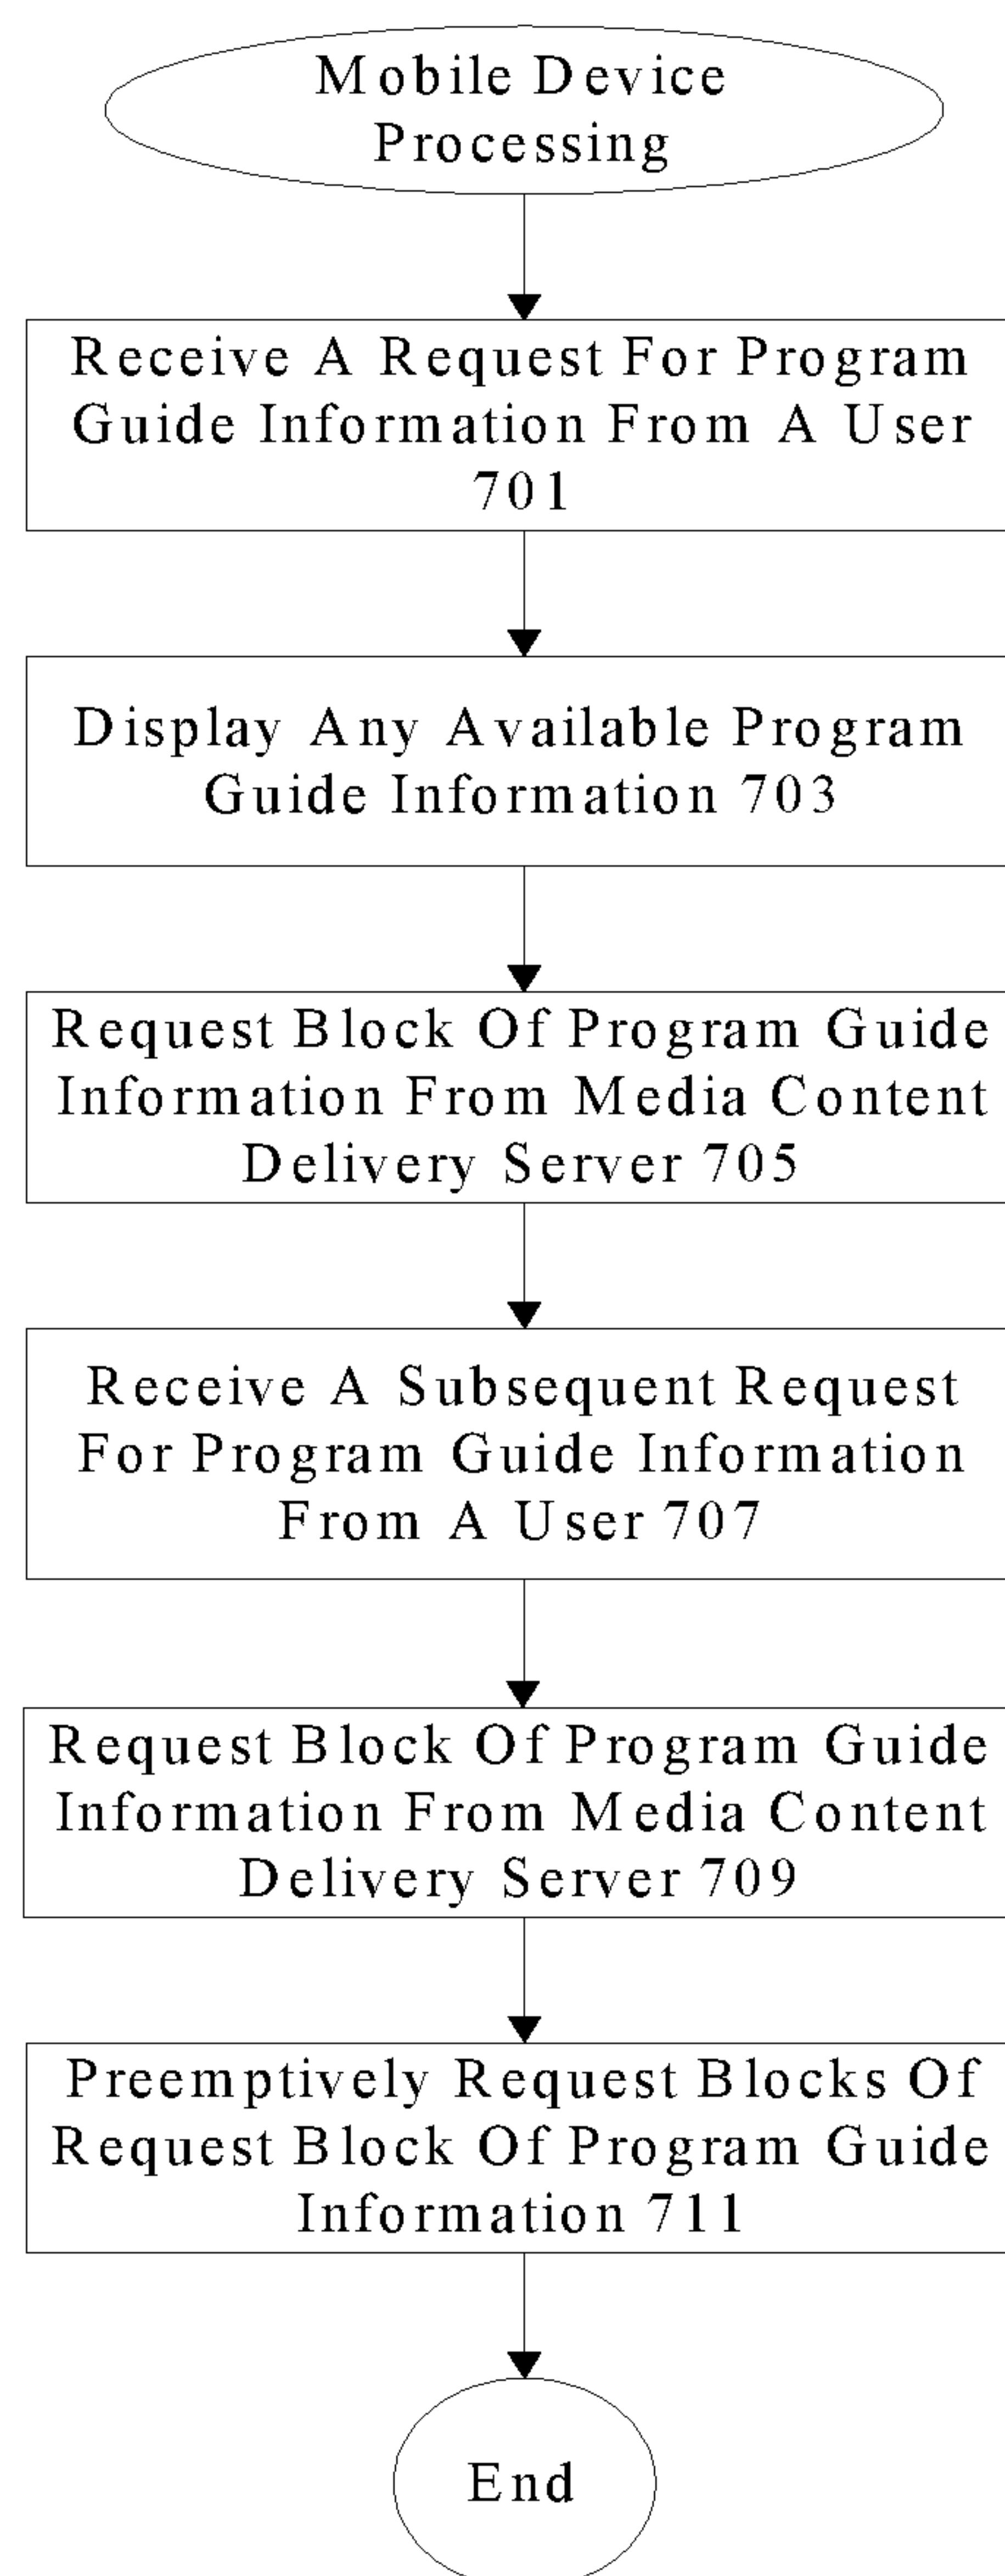 Mobile Device
Processing
Receive A Request For Program
Guide Information From A User
701
Display Any Available Program
Guide Information 703
Request Block Of Program Guide
Information From Media Content
Delivery Server 705
Receive A Subsequent Request
For Program Guide Information
From A User 707
Request Block Of Program Guide
Information From Media Content
Delivery Server 709
Preemptively Request Blocks Of
Request Block Of Program Guide
Information 711
End